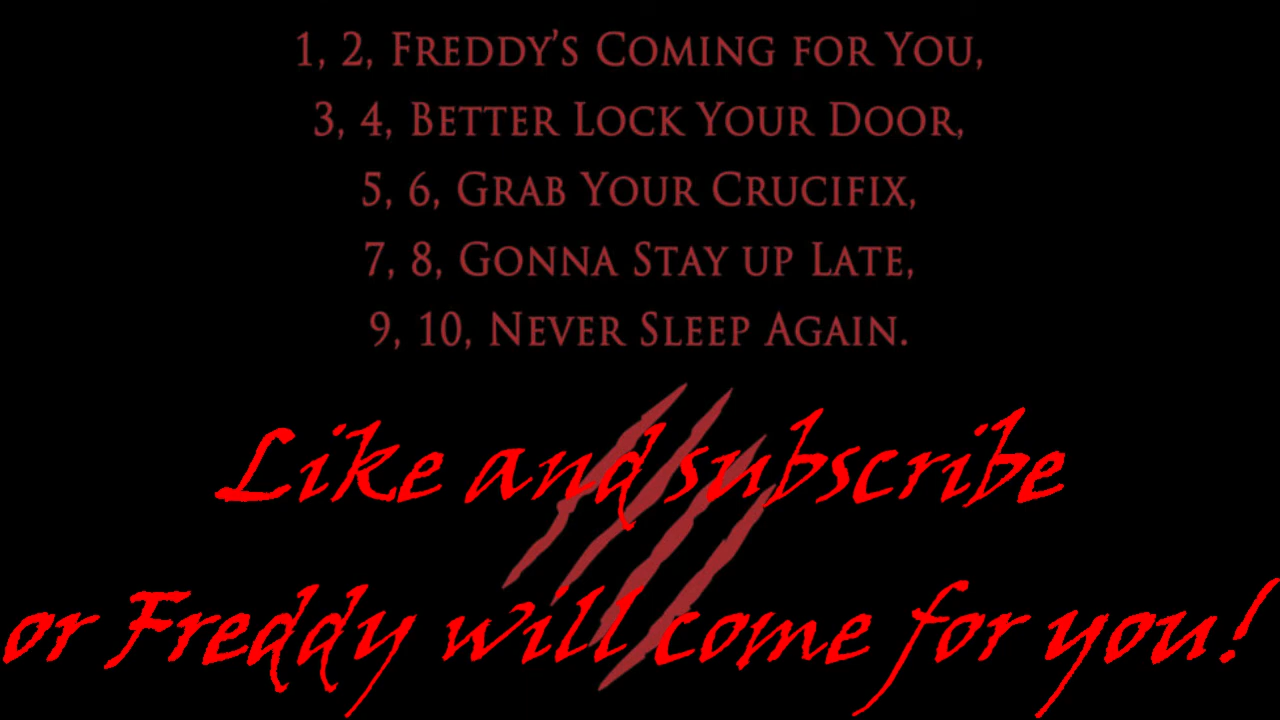 1, 2, Freddy’s Coming for You,
3, 4, Better Lock Your Door,
5, 6, Grab Your Crucifix,
7, 8, Gonna Stay up Late,
9, 10, Never Sleep Again.
Like and subscribe
or Freddy will come for you!